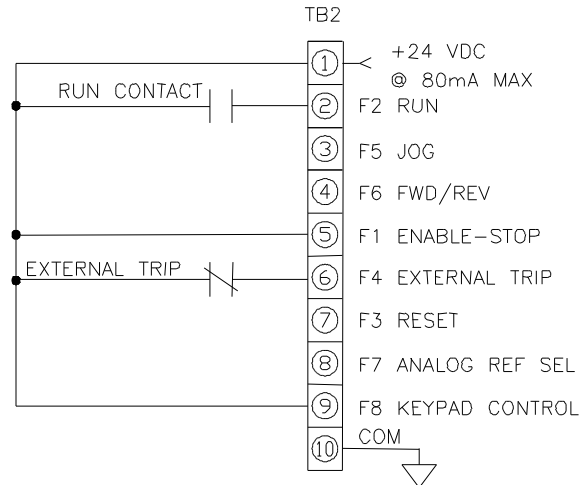 TB2
1 +24 VDC
@ 80mA MAX
RUN CONTACT 2 F2 RUN
3 F5 JOG
4 F6 FWD/REV
5 F1 ENABLE-STOP
EXTERNAL TRIP 6 F4 EXTERNAL TRIP
7 F3 RESET
8 F7 ANALOG REF SEL
9 F8 KEYPAD CONTROL
10 COM